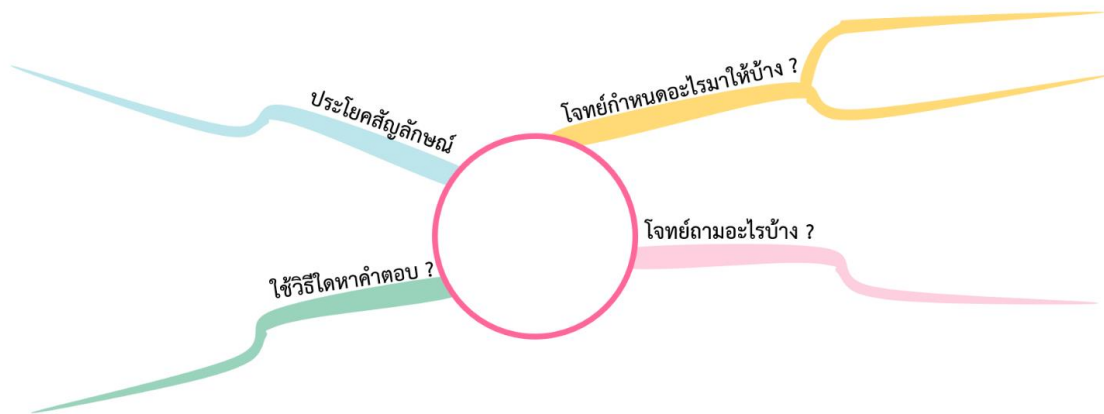 โจทย์กำหนดอะไรมาให้บ้าง ?
ประโยคสัญลักษณ์
โจทย์ถามอะไรบ้าง ?
ใช้วิธีใดหาคำตอบ ?